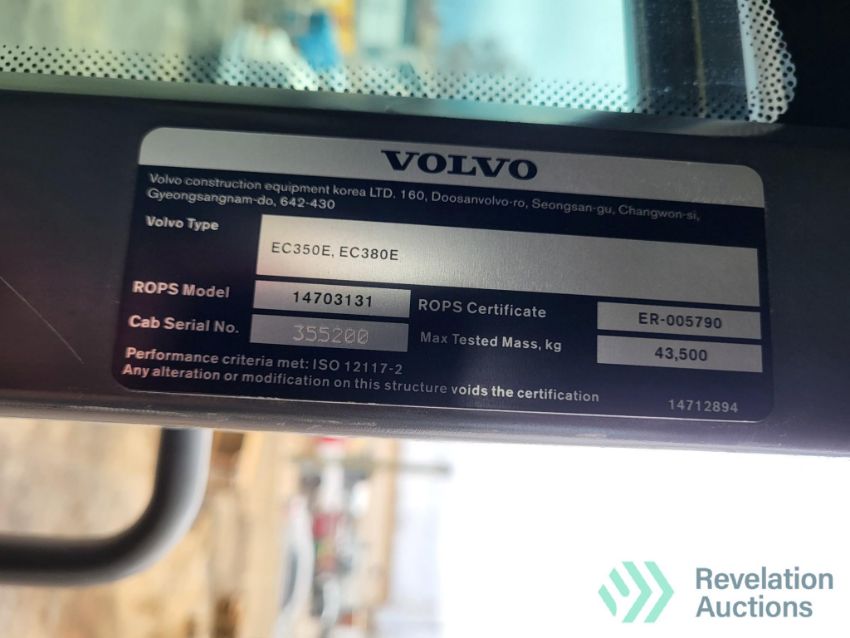 VOLVO
Volvo construction equipment korea LTD. 160, Doosanvolvo-ro, Seongsan-gu, Changwon-si,
Gyeongsangnam-do, 642-430
Volvo Type
EC350E, EC380E
ROPS Model 14703131 ROPS Certificate ER-005790
Cab Serial No. 355200 Max Tested Mass, kg 43,500
Performance criteria met: ISO 12117-2
Any alteration or modification on this structure voids the certification
14712894
Revelation
Auctions